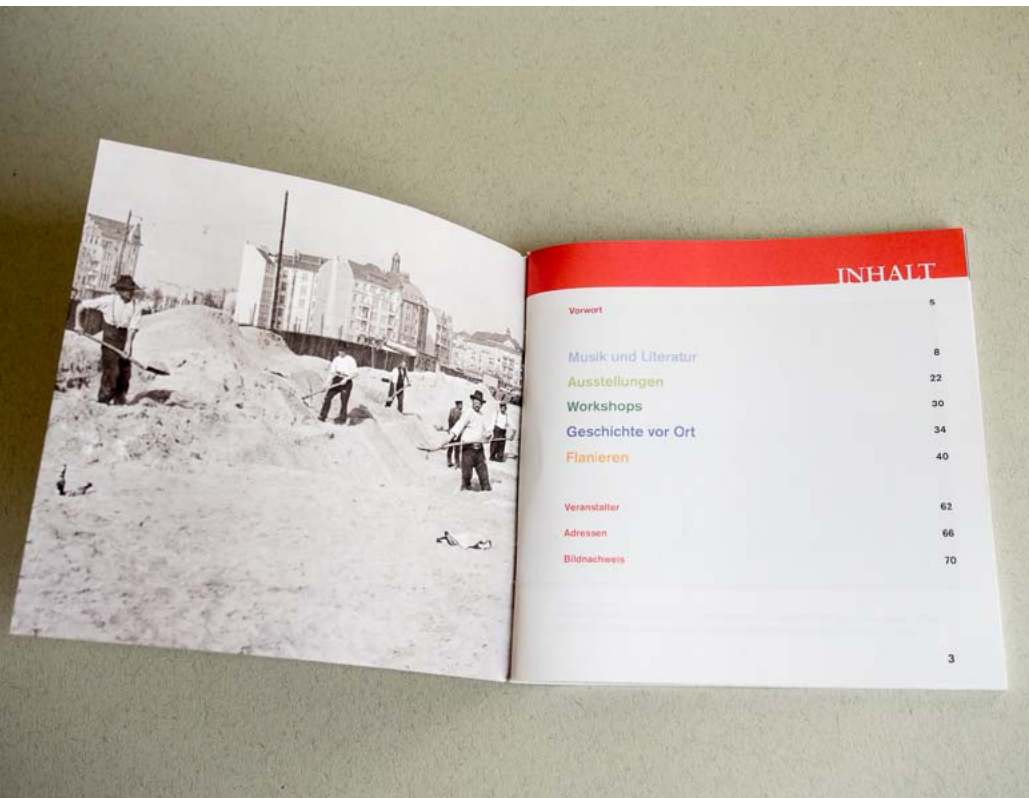 INHALT
Vorwort 5
Musik und Literatur 8
Ausstellungen 22
Workshops 30
Geschichte vor Ort 34
Flanieren 40
Veranstalter 62
Adressen 66
Bildnachweis 70
3